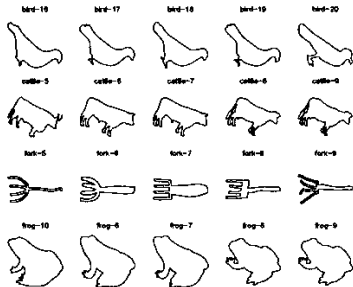 bird-16 bird-17 bird-18 bird-19 bird-20
cattle-5 cattle-6 cattle-7 cattle-8 cattle-9
fork-5 fork-6 fork-7 fork-8 fork-9
frog-10 frog-6 frog-7 frog-8 frog-9